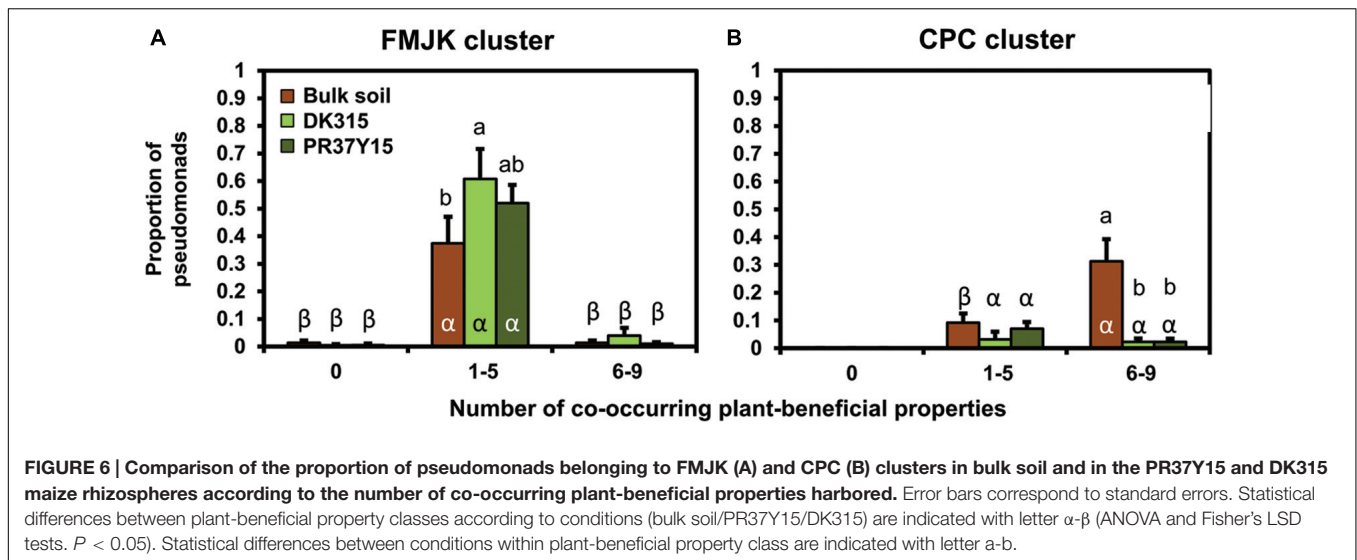 A
FMJK cluster
B
CPC cluster
1
0.9
0.8
0.7
0.6
0.5
0.4
0.3
0.2
0.1
0
Proportion of
pseudomonads
Bulk soil
DK315
PR37Y15
β β β
b a ab
α α α
β β β
0 1-5 6-9
1
0.9
0.8
0.7
0.6
0.5
0.4
0.3
0.2
0.1
0
β α α
a b b
α α α
0 1-5 6-9
Number of co-occurring plant-beneficial properties
FIGURE 6 | Comparison of the proportion of pseudomonads belonging to FMJK (A) and CPC (B) clusters in bulk soil and in the PR37Y15 and DK315
maize rhizospheres according to the number of co-occurring plant-beneficial properties harbored. Error bars correspond to standard errors. Statistical
differences between plant-beneficial property classes according to conditions (bulk soil/PR37Y15/DK315) are indicated with letter α-β (ANOVA and Fisher's LSD
tests. P < 0.05). Statistical differences between conditions within plant-beneficial property class are indicated with letter a-b.